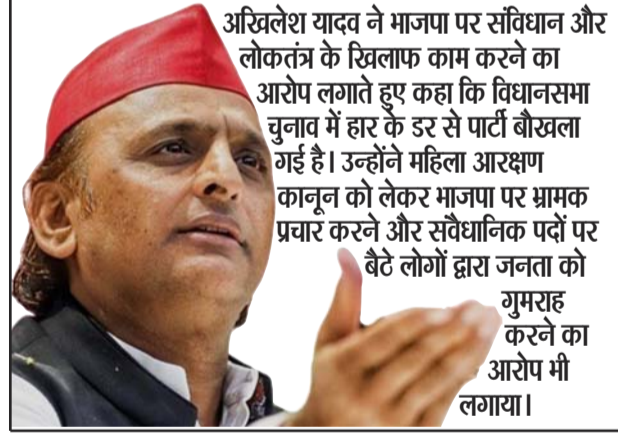 अखिलेश यादव ने भाजपा पर संविधान और
लोकतंत्र के खिलाफ काम करने का
आरोप लगाते हुए कहा कि विधानसभा
चुनाव में हार के डर से पार्टी बौखला
गई है। उन्होंने महिला आरक्षण
कानून को लेकर भाजपा पर भ्रामक
प्रचार करने और संवैधानिक पदों पर
बैठे लोगों द्वारा जनता को
गुमराह
करने का
आरोप भी
लगाया।